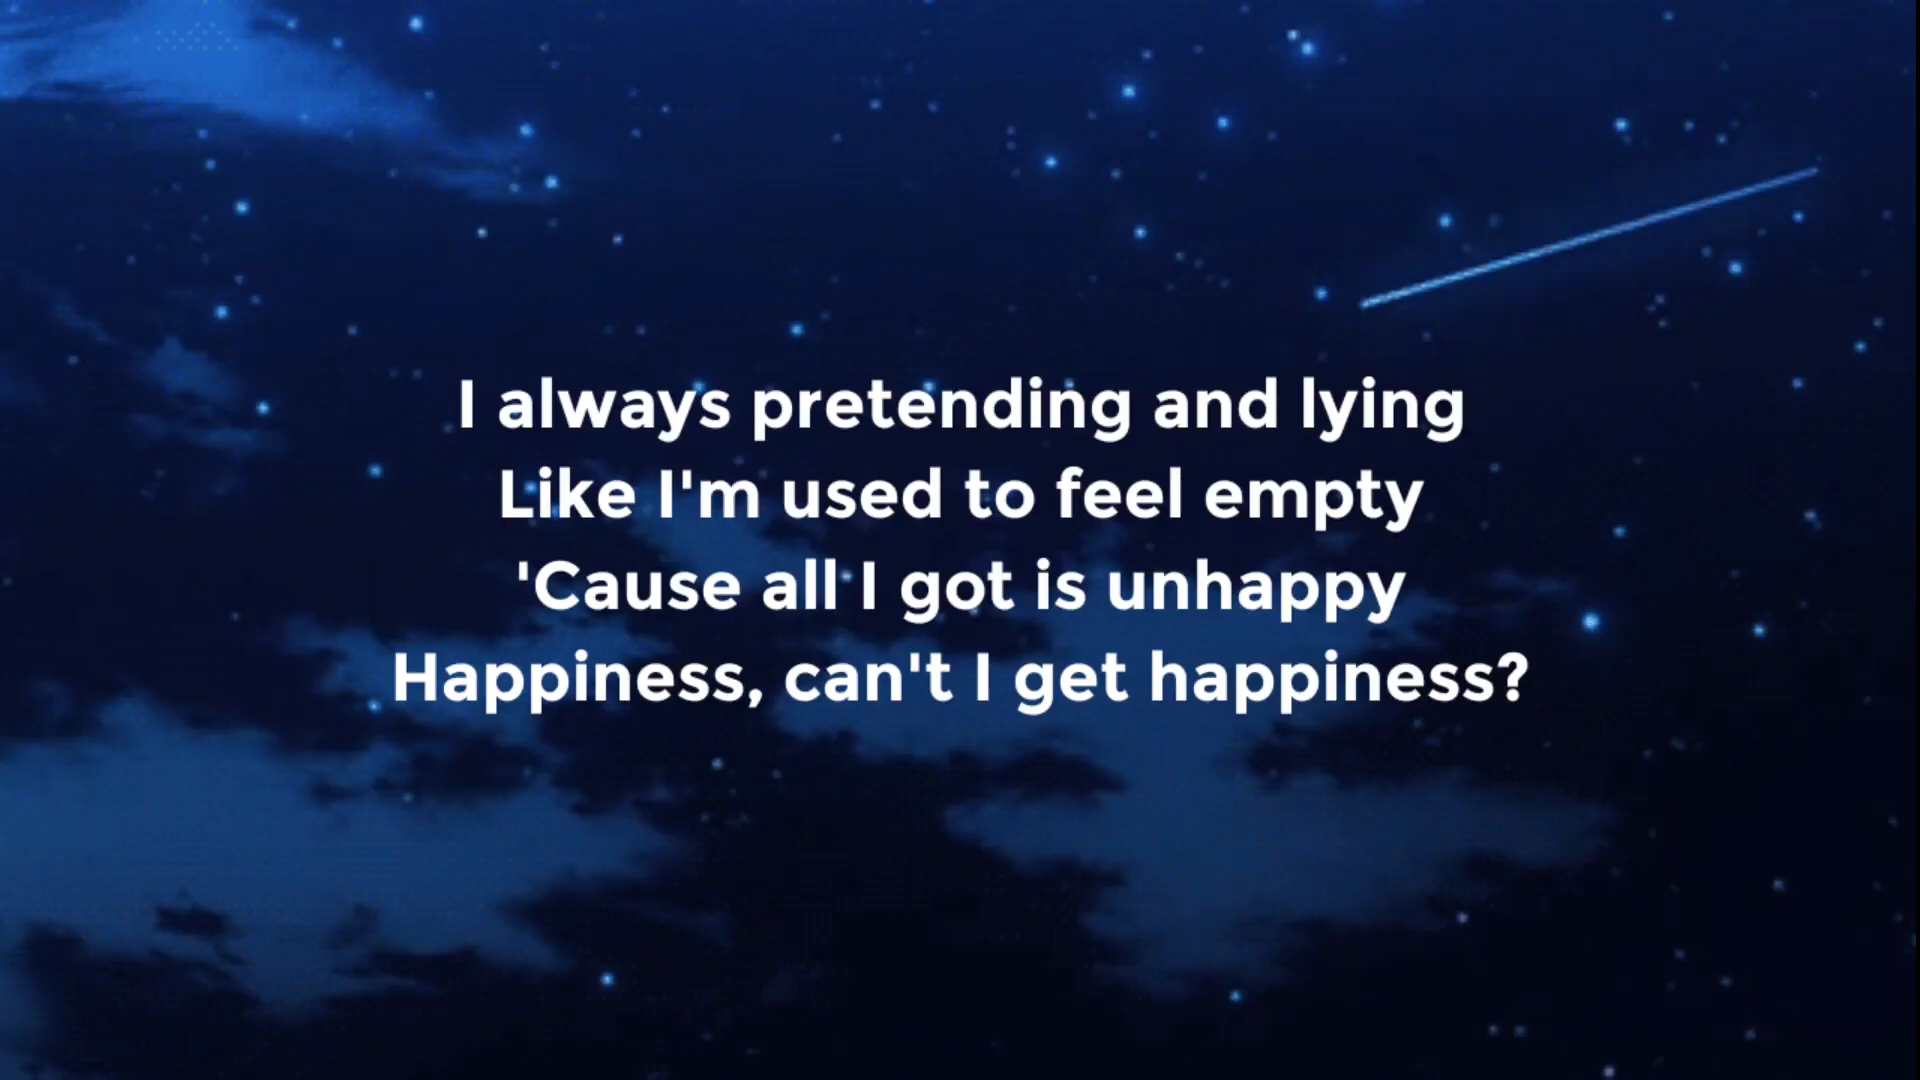 I always pretending and lying
Like I'm used to feel empty
'Cause all I got is unhappy
Happiness, can't I get happiness?